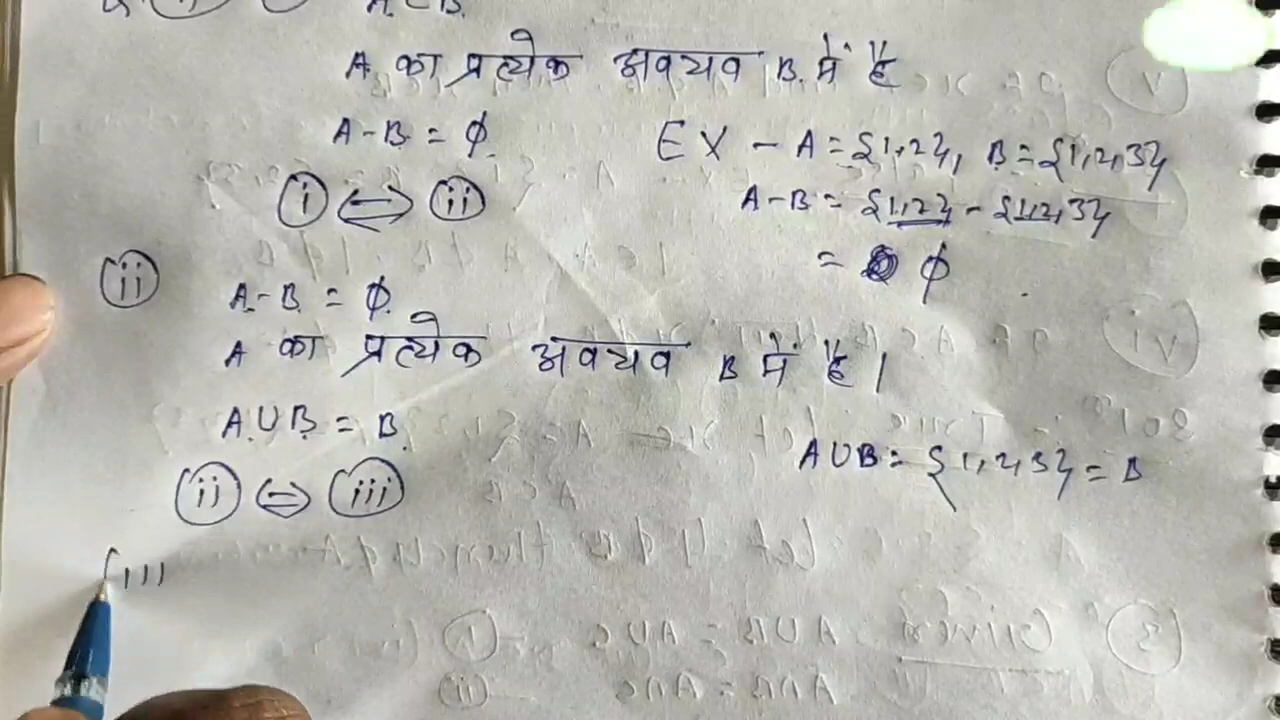 A ⊂ B.
A का प्रत्येक अवयव B में है
A - B = ϕ
EX - A = {1,2}, B = {1,2,3}
A - B = {1,2} - {1,2,3}
= ϕ
(i) ⟺ (ii)
(ii)
A - B = ϕ
A का प्रत्येक अवयव B में है।
A ∪ B = B
A ∪ B = {1,2,3} = B
(ii) ⟺ (iii)
(iii